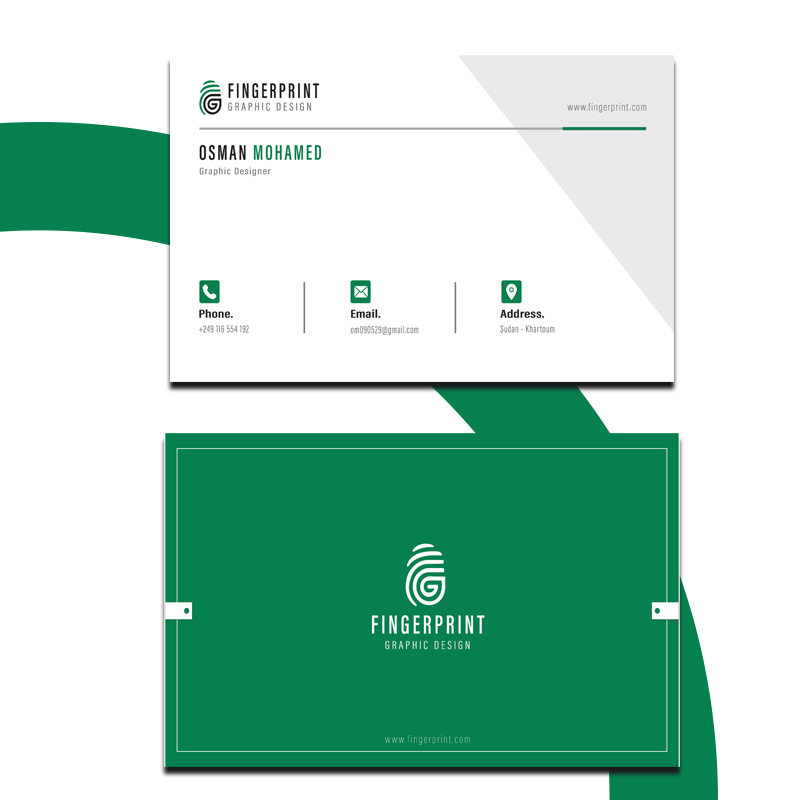 FINGERPRINT
GRAPHIC DESIGN
www.fingerprint.com
OSMAN MOHAMED
Graphic Designer
Phone.
+249 116 554 192
Email.
om090529@gmail.com
Address.
Sudan - Khartoum
FINGERPRINT
GRAPHIC DESIGN
www.fingerprint.com